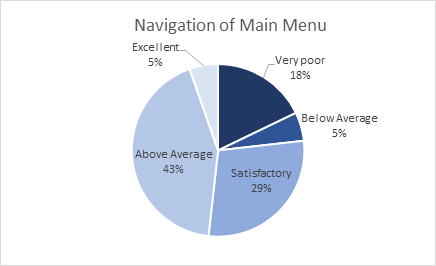 Navigation of Main Menu
Excellent
5%
Very poor
18%
Below Average
5%
Above Average
43%
Satisfactory
29%